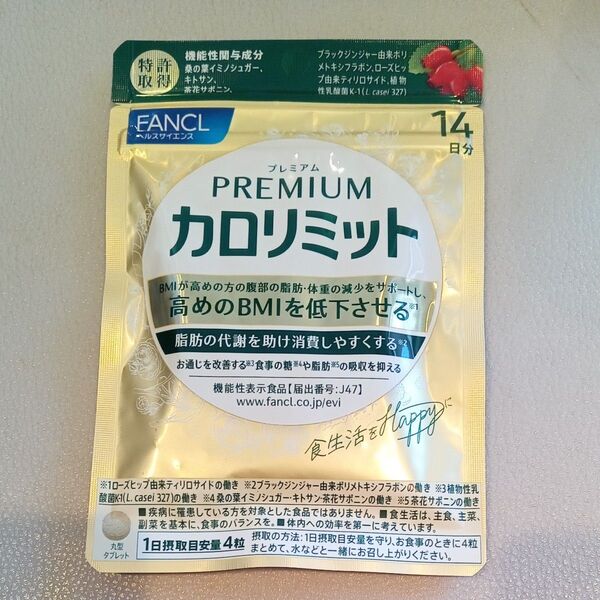 特許
取得
機能性関与成分
桑の葉イミノシュガー、
キトサン、
茶花サポニン、
ブラックジンジャー由来ポリ
メトキシフラボン、ローズヒッ
プ由来ティリロサイド、植物
性乳酸菌K-1(L. casei 327)
FANCL
ヘルスサイエンス
14
日分
プレミアム
PREMIUM
カロリミット
BMIが高めの方の腹部の脂肪・体重の減少をサポートし、
高めのBMIを低下させる※1
脂肪の代謝を助け消費しやすくする※2
お通じを改善する※3食事の糖※4や脂肪※5の吸収を抑える
機能性表示食品【届出番号:J47】
www.fancl.co.jp/evi
食生活をHappyに
※1ローズヒップ由来ティリロサイドの働き ※2ブラックジンジャー由来ポリメトキシフラボンの働き ※3植物性乳
酸菌K-1(L. casei 327)の働き ※4桑の葉イミノシュガー・キトサン・茶花サポニンの働き ※5茶花サポニンの働き
■疾病に罹患している方を対象とした食品ではありません。■食生活は、主食、主菜、
副菜を基本に、食事のバランスを。■体内への効率を第一に考えています。
丸型
タブレット
1日摂取目安量4粒
摂取の方法:1日摂取目安量を守り、お食事のときに4粒
まとめて、水などと一緒にお召し上がりください。